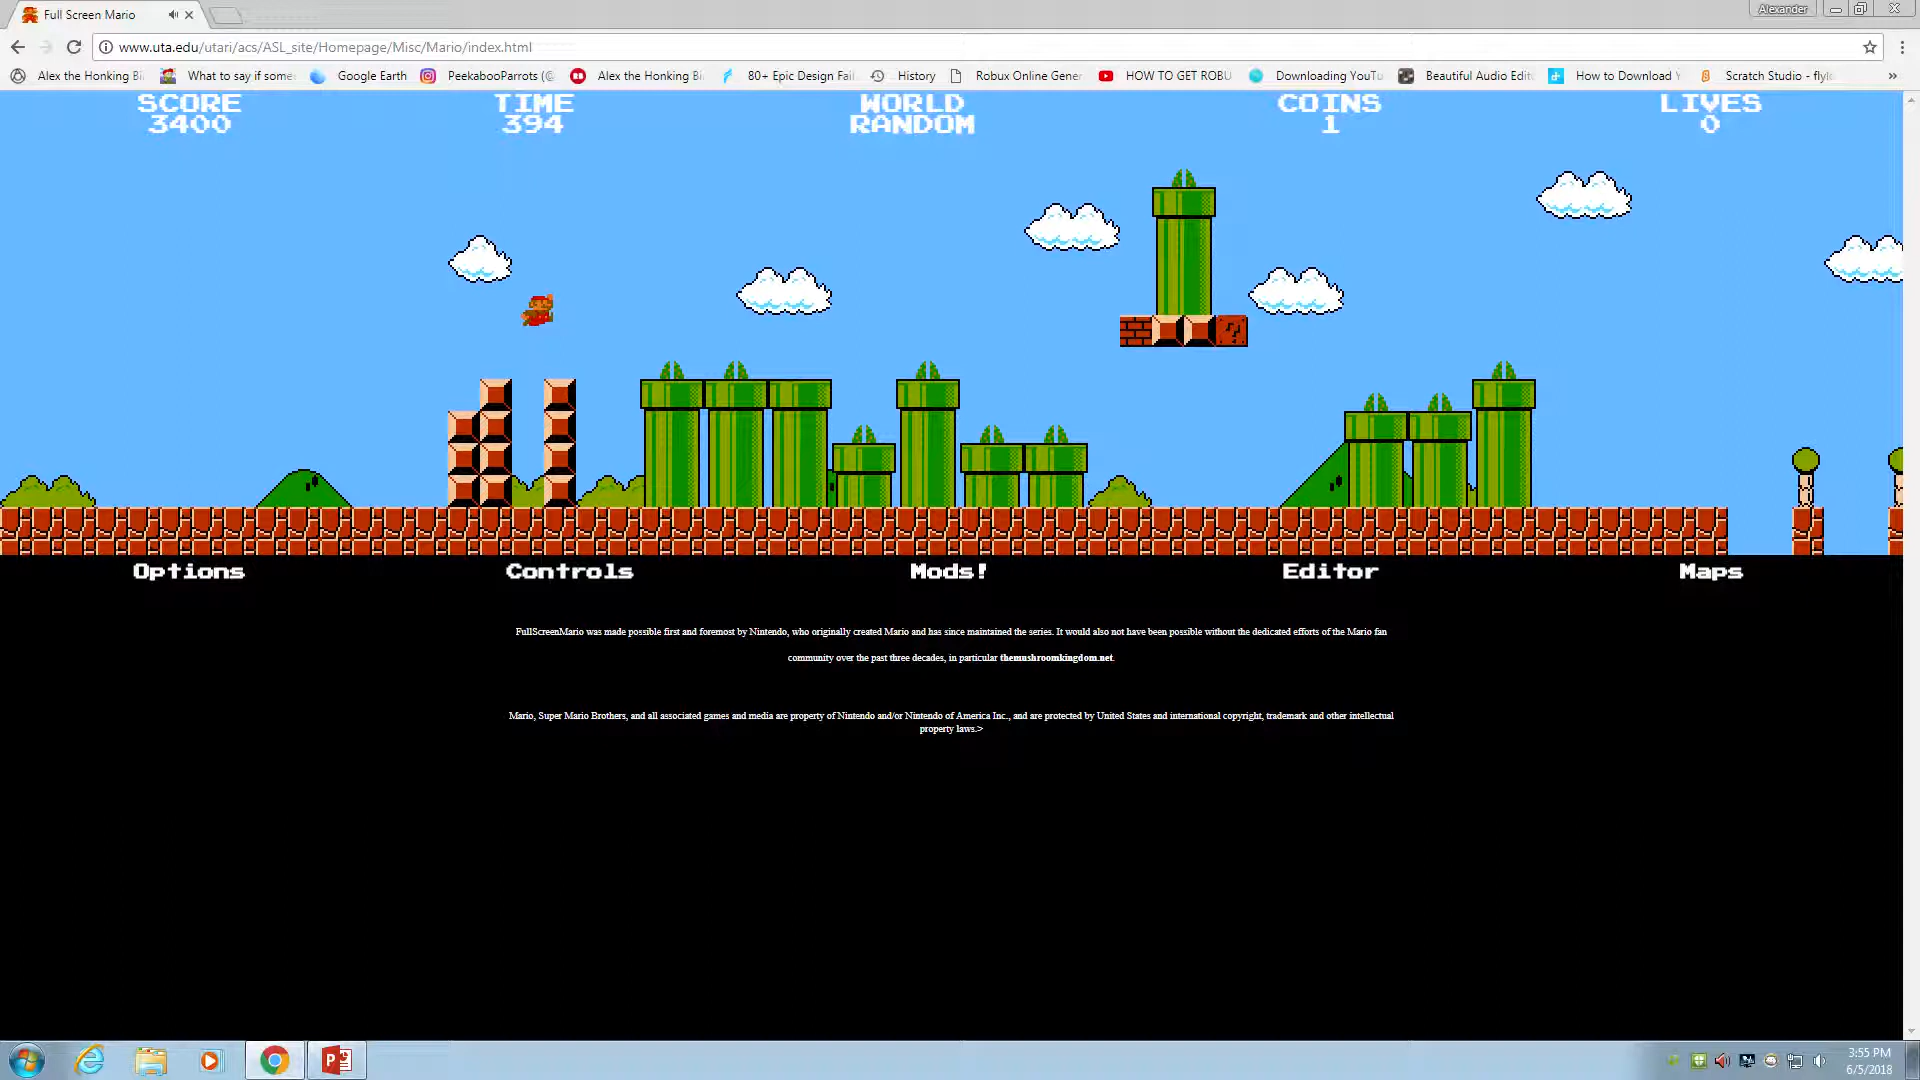 Full Screen Mario
Alexander
www.uta.edu/utari/acs/ASL_site/Homepage/Misc/Mario/index.html
Alex the Honking Bi
What to say if some
Google Earth
PeekabooParrots (@
Alex the Honking Bi
80+ Epic Design Fail
History
Robux Online Gener
HOW TO GET ROBU
Downloading YouTu
Beautiful Audio Edit
How to Download Y
Scratch Studio - flyi
»
SCORE TIME WORLD COINS LIVES
3400 394 RANDOM 1 0
Options Controls Mods! Editor Maps
FullScreenMario was made possible first and foremost by Nintendo, who originally created Mario and has since maintained the series. It would also not have been possible without the dedicated efforts of the Mario fan
community over the past three decades, in particular themushroomkingdom.net.
Mario, Super Mario Brothers, and all associated games and media are property of Nintendo and/or Nintendo of America Inc., and are protected by United States and international copyright, trademark and other intellectual
property laws.>
3:55 PM
6/5/2018